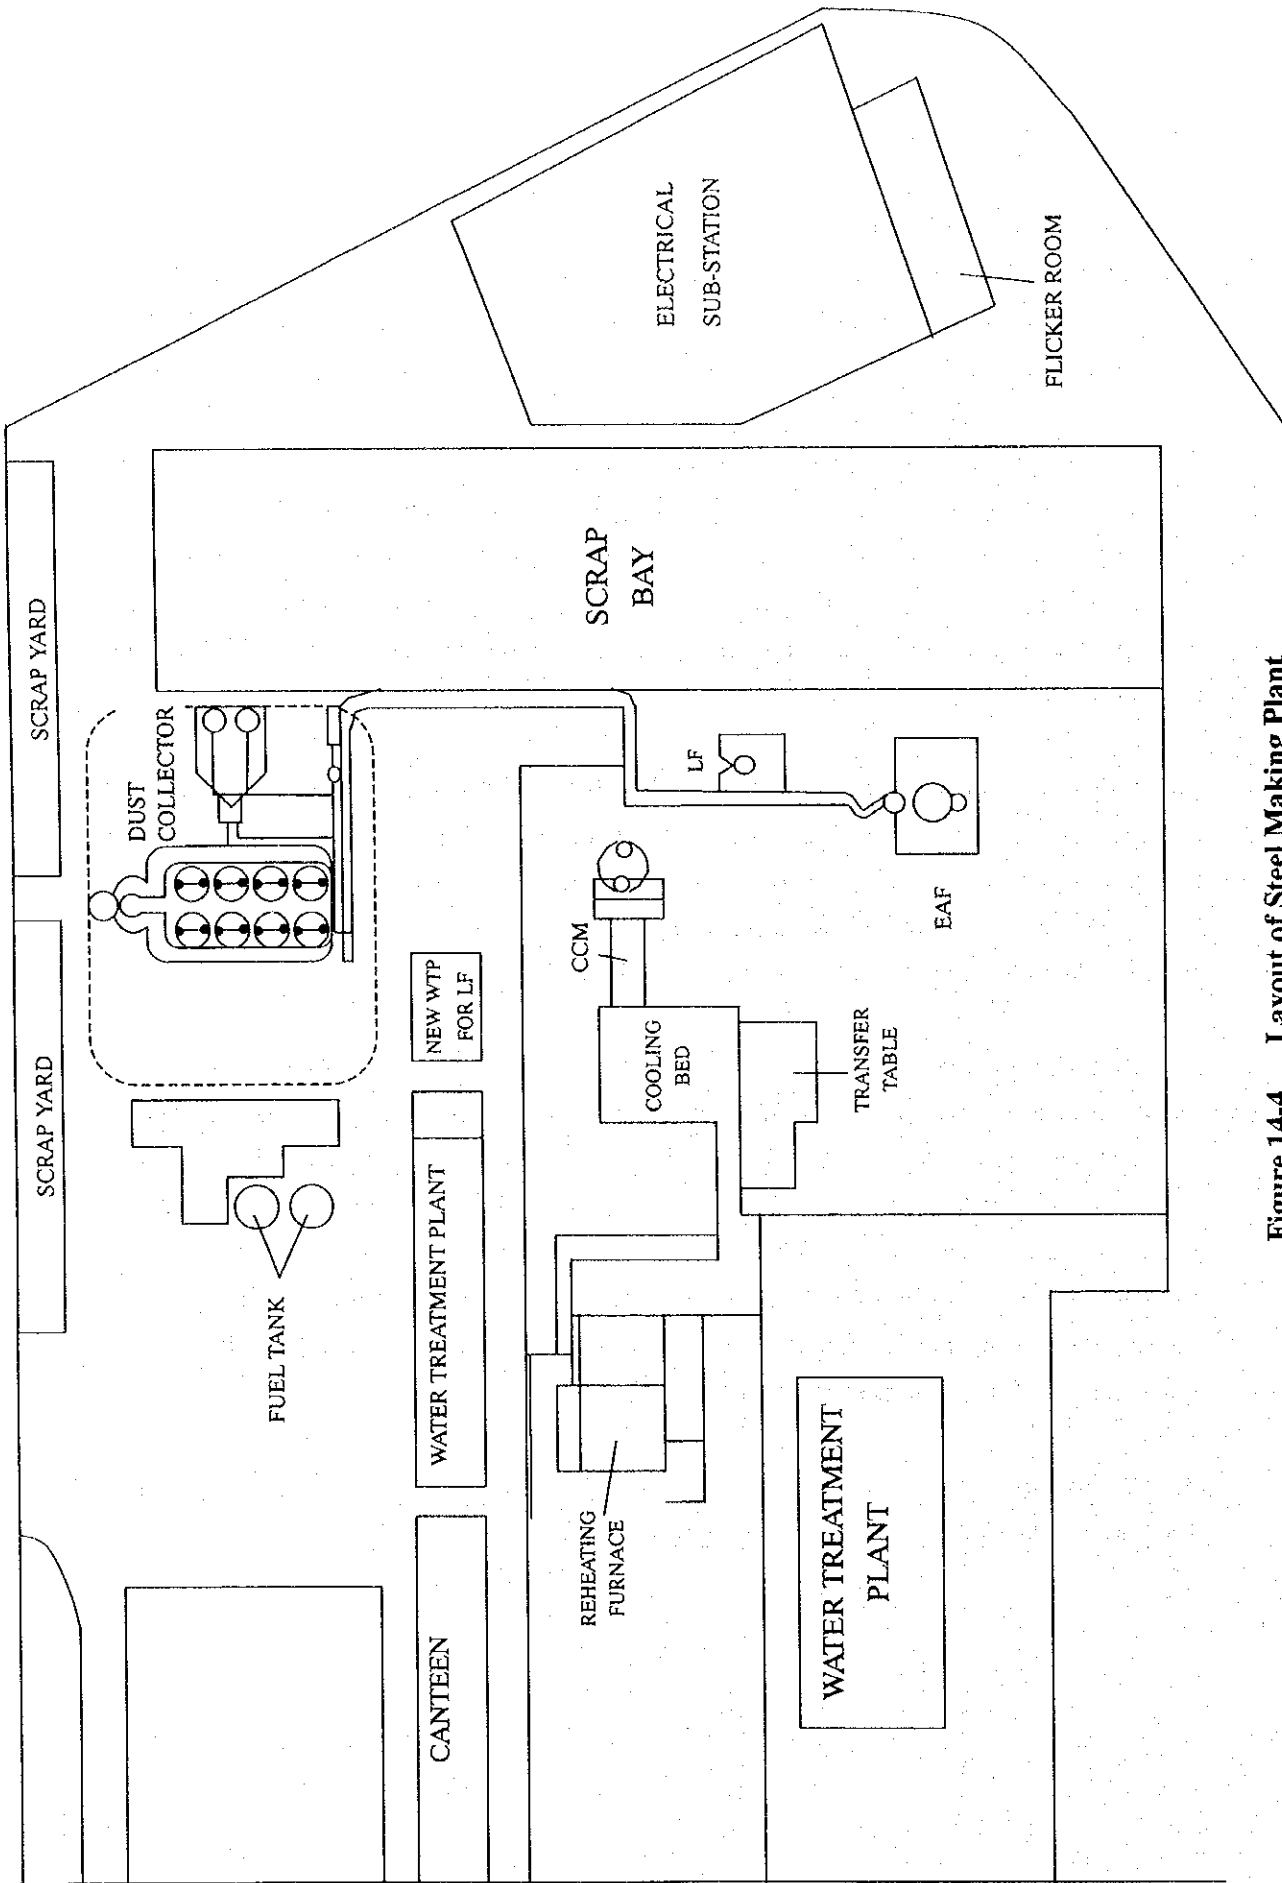 SCRAP YARD
SCRAP YARD
DUST
COLLECTOR
FUEL TANK
NEW WTP
FOR LF
WATER TREATMENT PLANT
CANTEEN
SCRAP
BAY
ELECTRICAL
SUB-STATION
FLICKER ROOM
LF
CCM
COOLING
BED
EAF
TRANSFER
TABLE
REHEATING
FURNACE
WATER TREATMENT
PLANT
Figure 14-4 Layout of Steel Making Plant